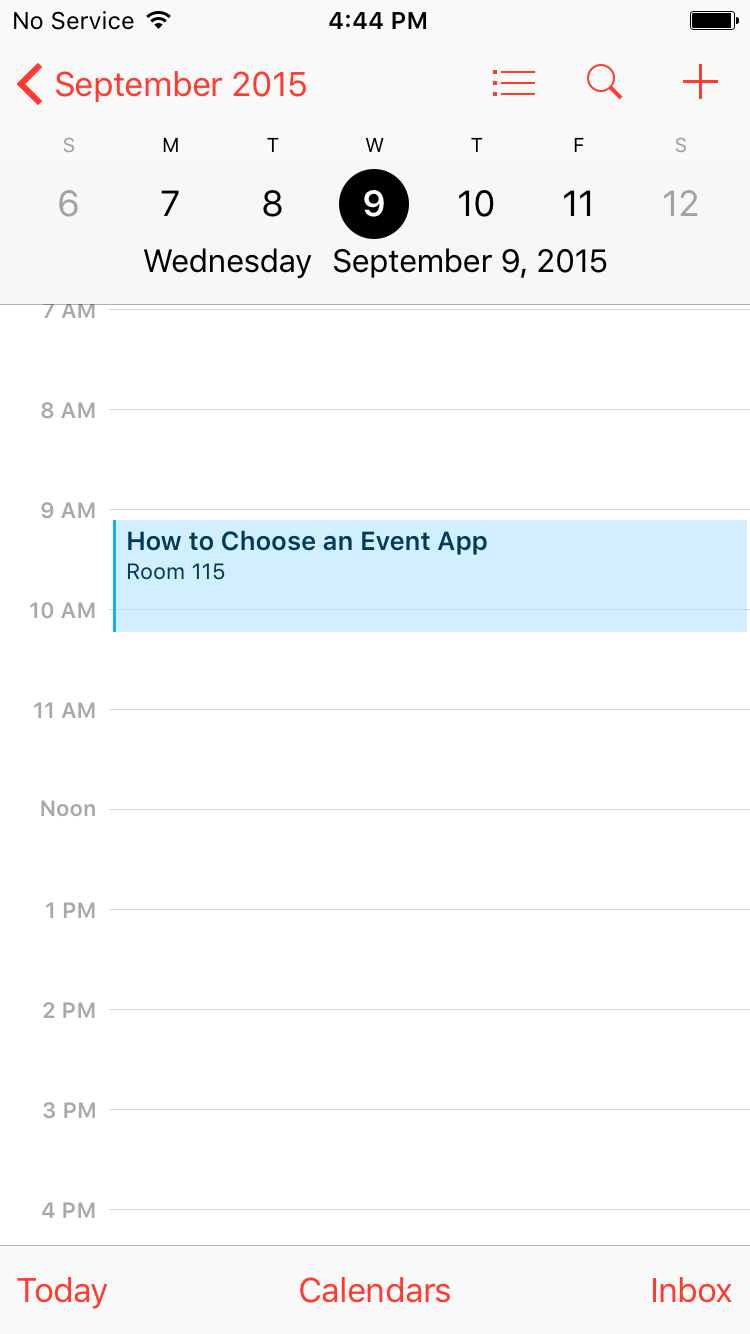 No Service 4:44 PM
September 2015
S M T W T F S
6 7 8 9 10 11 12
Wednesday September 9, 2015
7 AM
8 AM
9 AM
How to Choose an Event App
Room 115
10 AM
11 AM
Noon
1 PM
2 PM
3 PM
4 PM
Today Calendars Inbox